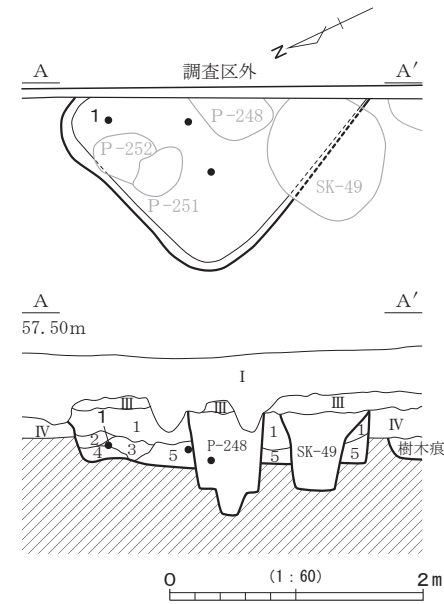 N
A 調査区外 A′
1 P-248
P-252
P-251 SK-49
A A′
57.50m
I
Ⅲ Ⅲ Ⅲ
1 1 1 1
Ⅳ Ⅳ
2 3 4 5 P-248 5 SK-49 5 樹木痕
0 (1：60) 2m